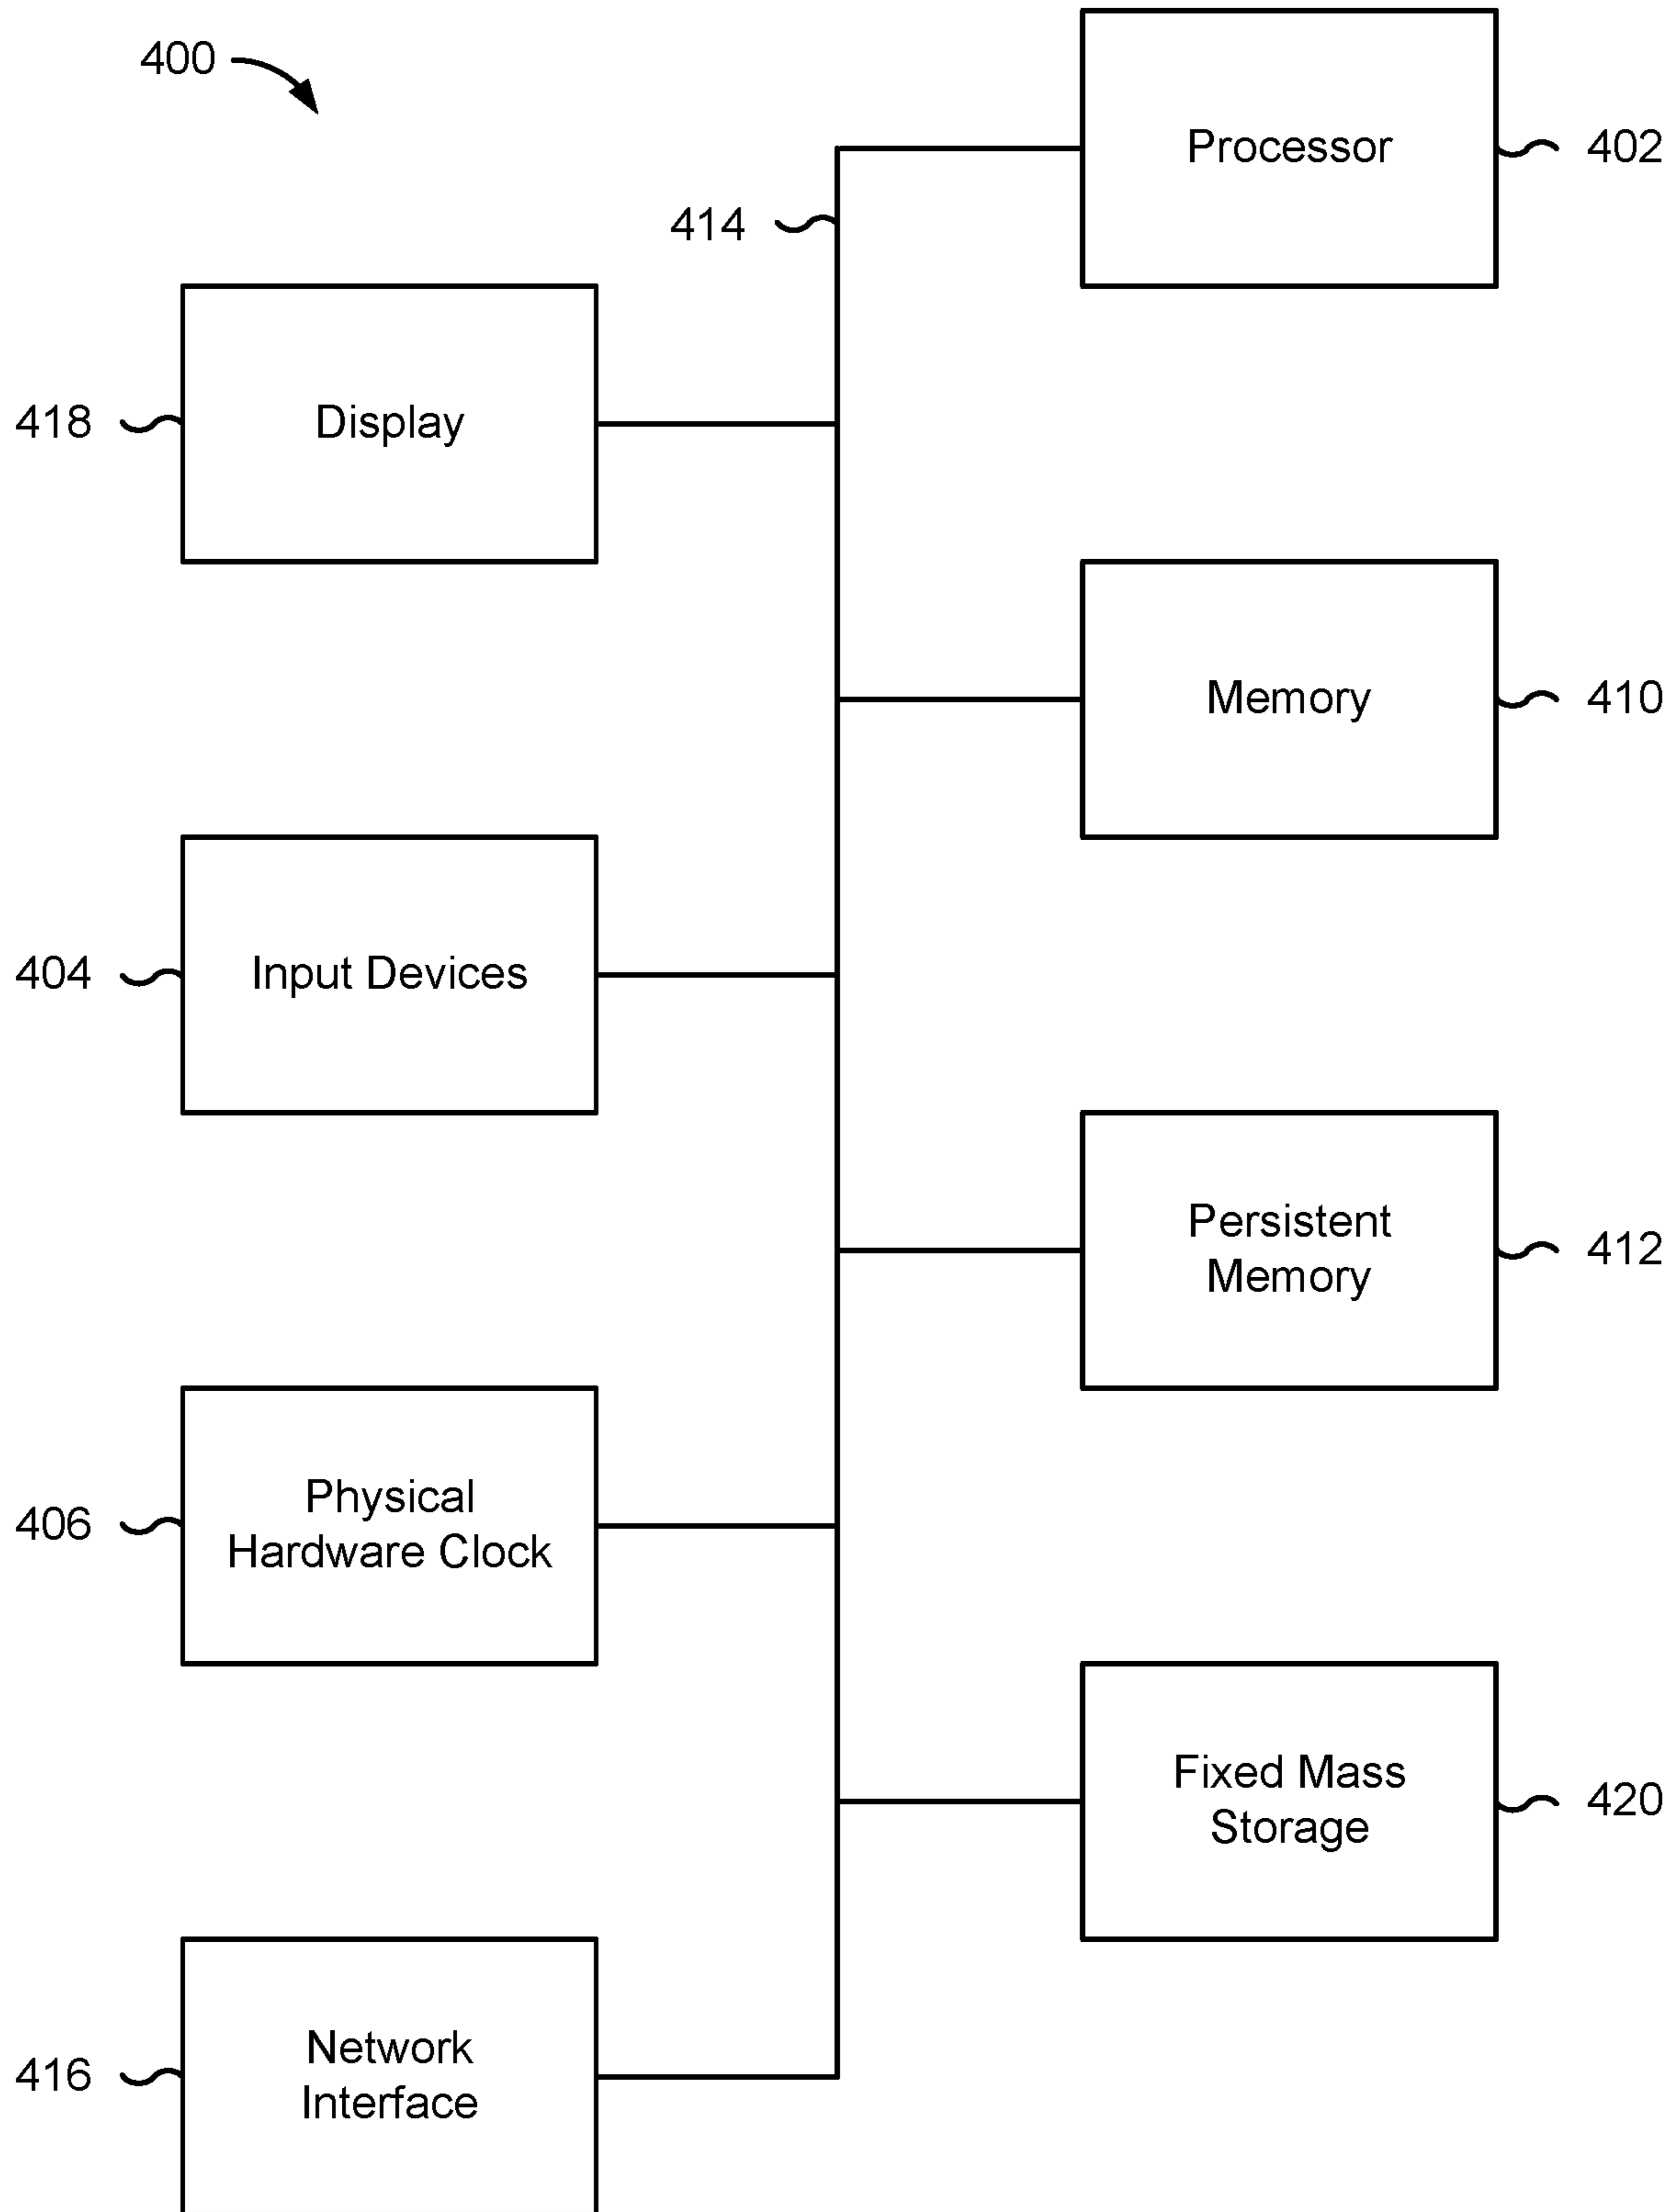 400
Processor
402
414
418
Display
Memory
410
404
Input Devices
Persistent
Memory
412
406
Physical
Hardware Clock
Fixed Mass
Storage
420
416
Network
Interface